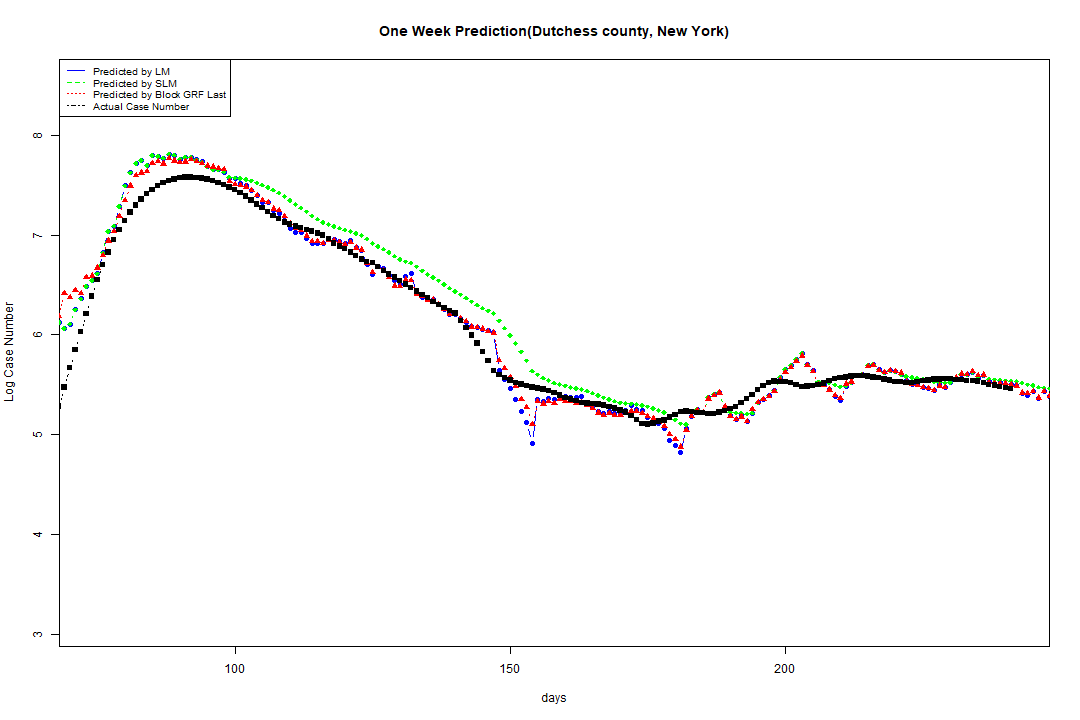 One Week Prediction(Dutchess county, New York)
Predicted by LM
Predicted by SLM
Predicted by Block GRF Last
Actual Case Number
8
7
6
5
4
3
Log Case Number
100
150
200
days